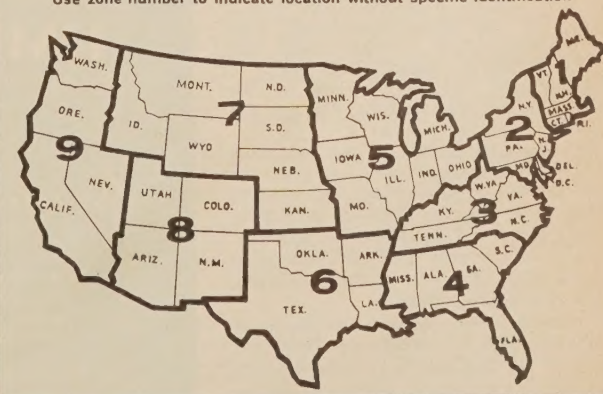 Use zone number to indicate location without specific identification
WASH.
MONT.
N.D.
MINN.
ME.
VT.
1
N.H.
7
ORE.
ID.
S.D.
WIS.
MICH.
N.Y.
MASS.
CT.
R.I.
2
9
WYO
IOWA
5
PA.
N.J.
NEB.
ILL.
IND.
OHIO
MD.
DEL.
D.C.
NEV.
UTAH
COLO.
KAN.
MO.
W.VA
VA.
CALIF.
8
KY.
3
N.C.
TENN.
ARIZ.
N.M.
OKLA.
ARK.
S.C.
6
MISS.
ALA.
4
GA.
TEX.
LA.
FLA.